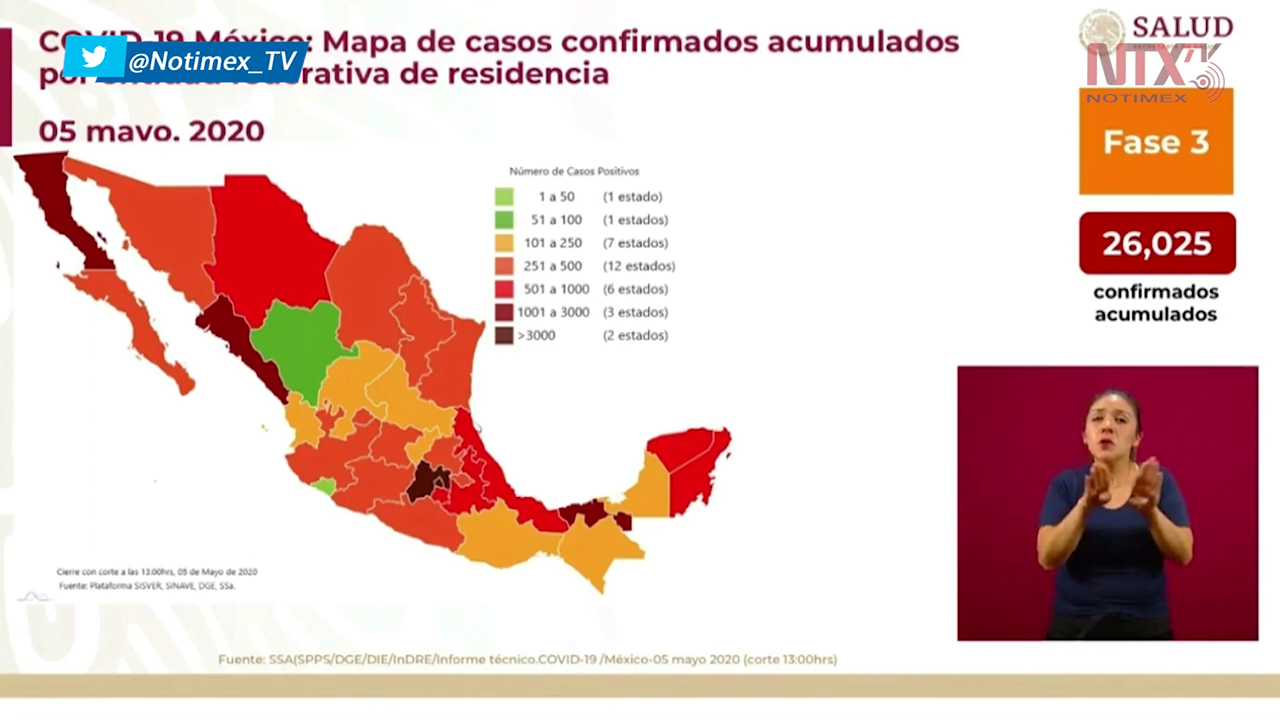 COVID-19 México: Mapa de casos confirmados acumulados
@Notimex_TV
por entidad federativa de residencia
05 mayo, 2020
SALUD
NTX
NOTIMEX
Fase 3
26,025
confirmados
acumulados
Número de Casos Positivos
1 a 50 (1 estado)
51 a 100 (1 estados)
101 a 250 (7 estados)
251 a 500 (12 estados)
501 a 1000 (6 estados)
1001 a 3000 (3 estados)
>3000 (2 estados)
Cierre con corte a las 13:00hrs, 05 de Mayo de 2020
Fuente: Plataforma SISVER, SINAVE, DGE, SSa.
Fuente: SSA(SPPS/DGE/DIE/InDRE/Informe técnico.COVID-19 /México-05 mayo 2020 (corte 13:00hrs)